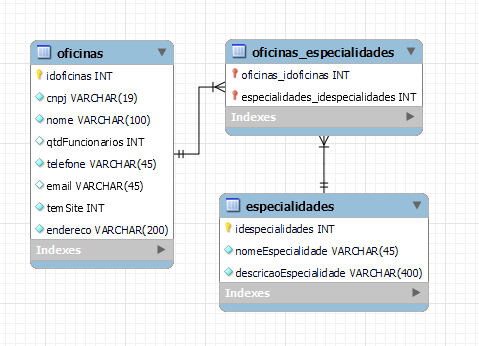 oficinas
idoficinas INT
cnpj VARCHAR(19)
nome VARCHAR(100)
qtdFuncionarios INT
telefone VARCHAR(45)
email VARCHAR(45)
temSite INT
endereco VARCHAR(200)
Indexes
oficinas_especialidades
oficinas_idoficinas INT
especialidades_idespecialidades INT
Indexes
especialidades
idespecialidades INT
nomeEspecialidade VARCHAR(45)
descricaoEspecialidade VARCHAR(400)
Indexes